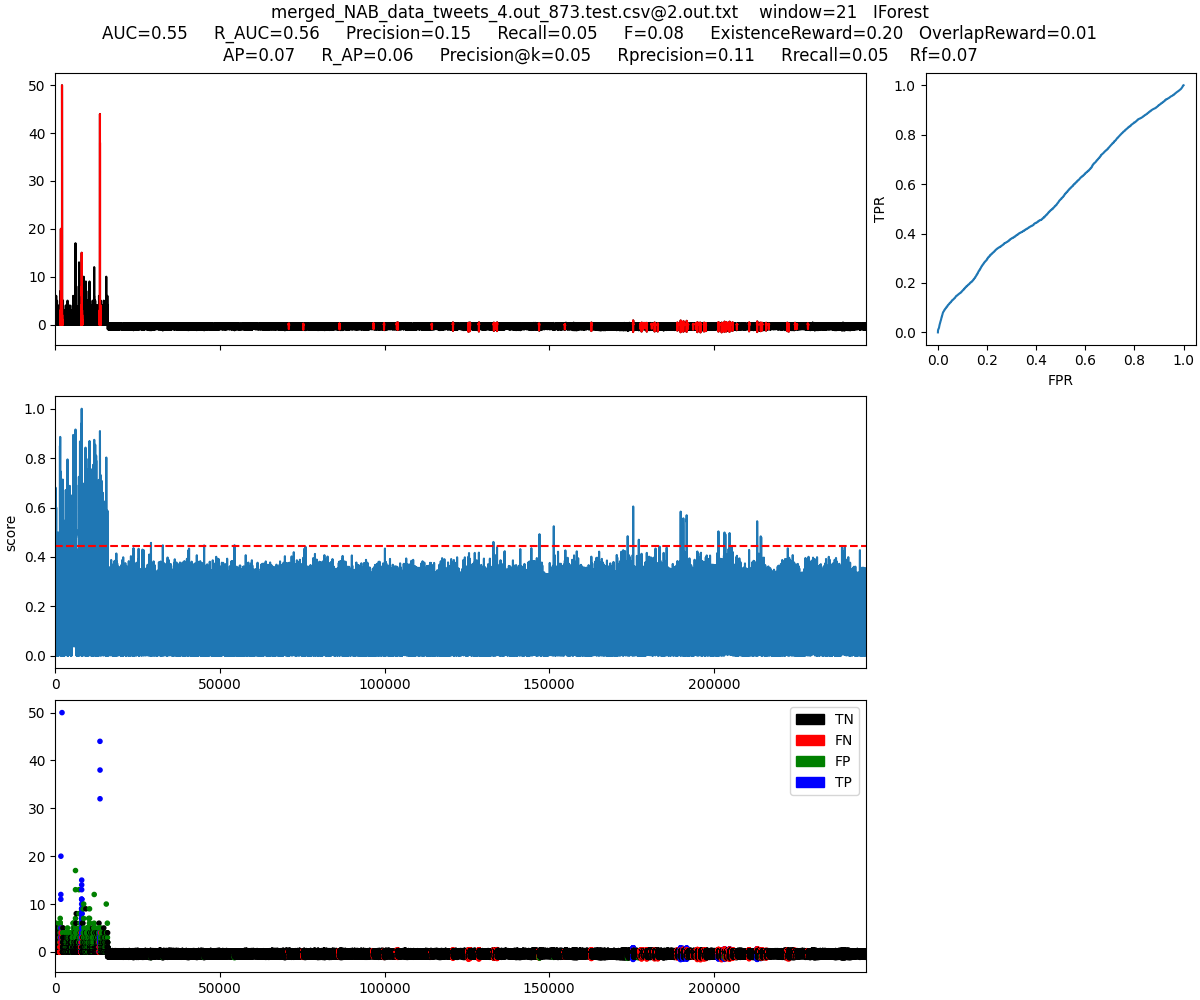 merged_NAB_data_tweets_4.out_873.test.csv@2.out.txt    window=21   IForest
AUC=0.55     R_AUC=0.56     Precision=0.15     Recall=0.05     F=0.08     ExistenceReward=0.20   OverlapReward=0.01
AP=0.07     R_AP=0.06     Precision@k=0.05     Rprecision=0.11     Rrecall=0.05    Rf=0.07
50
40
30
20
10
0
1.0
0.8
0.6
0.4
0.2
0.0
TPR
0.0 0.2 0.4 0.6 0.8 1.0
FPR
1.0
0.8
0.6
0.4
0.2
0.0
score
0 50000 100000 150000 200000
50
40
30
20
10
0
TN
FN
FP
TP
0 50000 100000 150000 200000